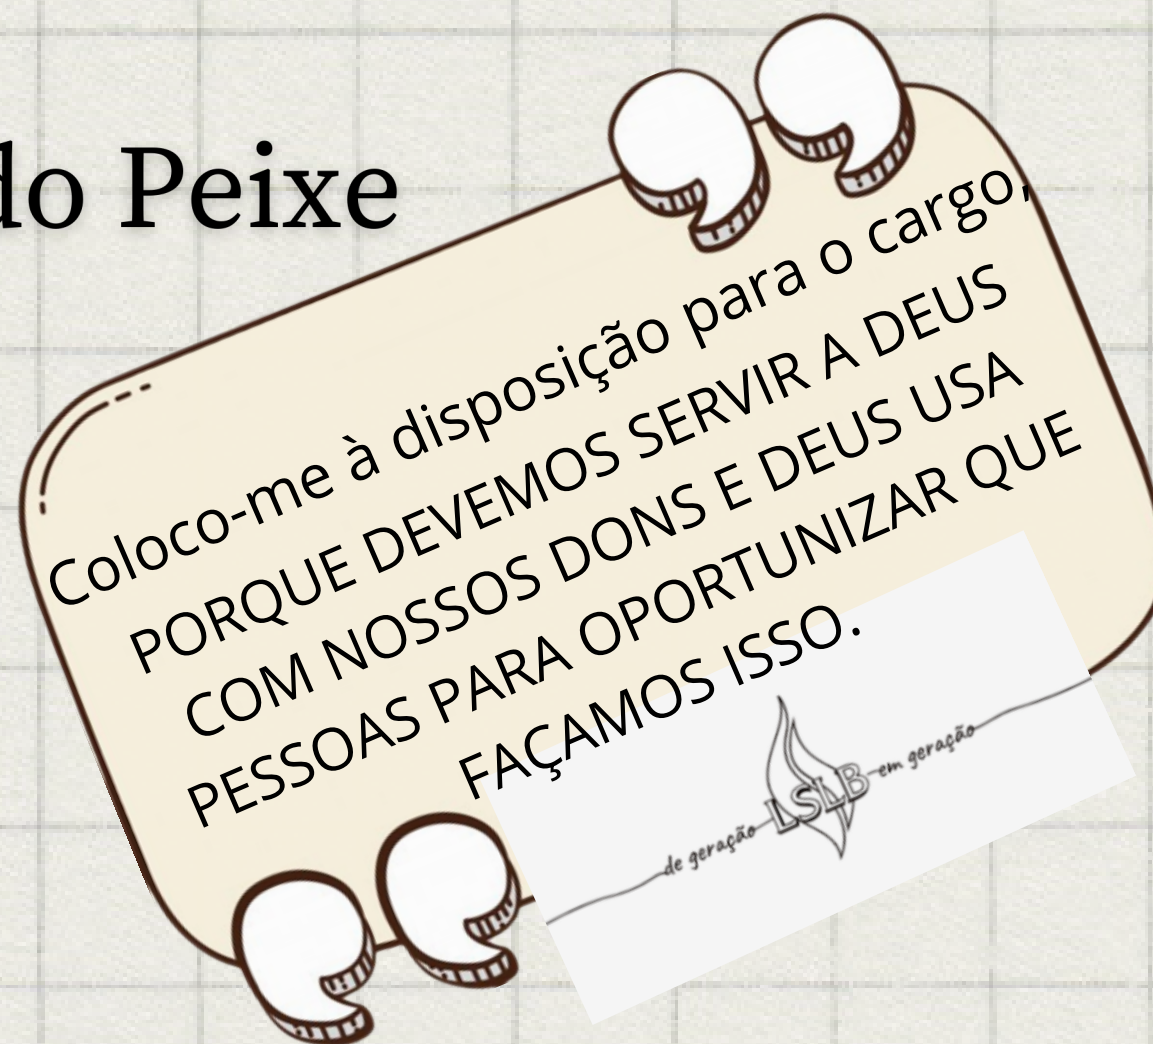 do Peixe
Coloco-me à disposição para o cargo,
PORQUE DEVEMOS SERVIR A DEUS
COM NOSSOS DONS E DEUS USA
PESSOAS PARA OPORTUNIZAR QUE
FAÇAMOS ISSO.
de geração LSLB em geração